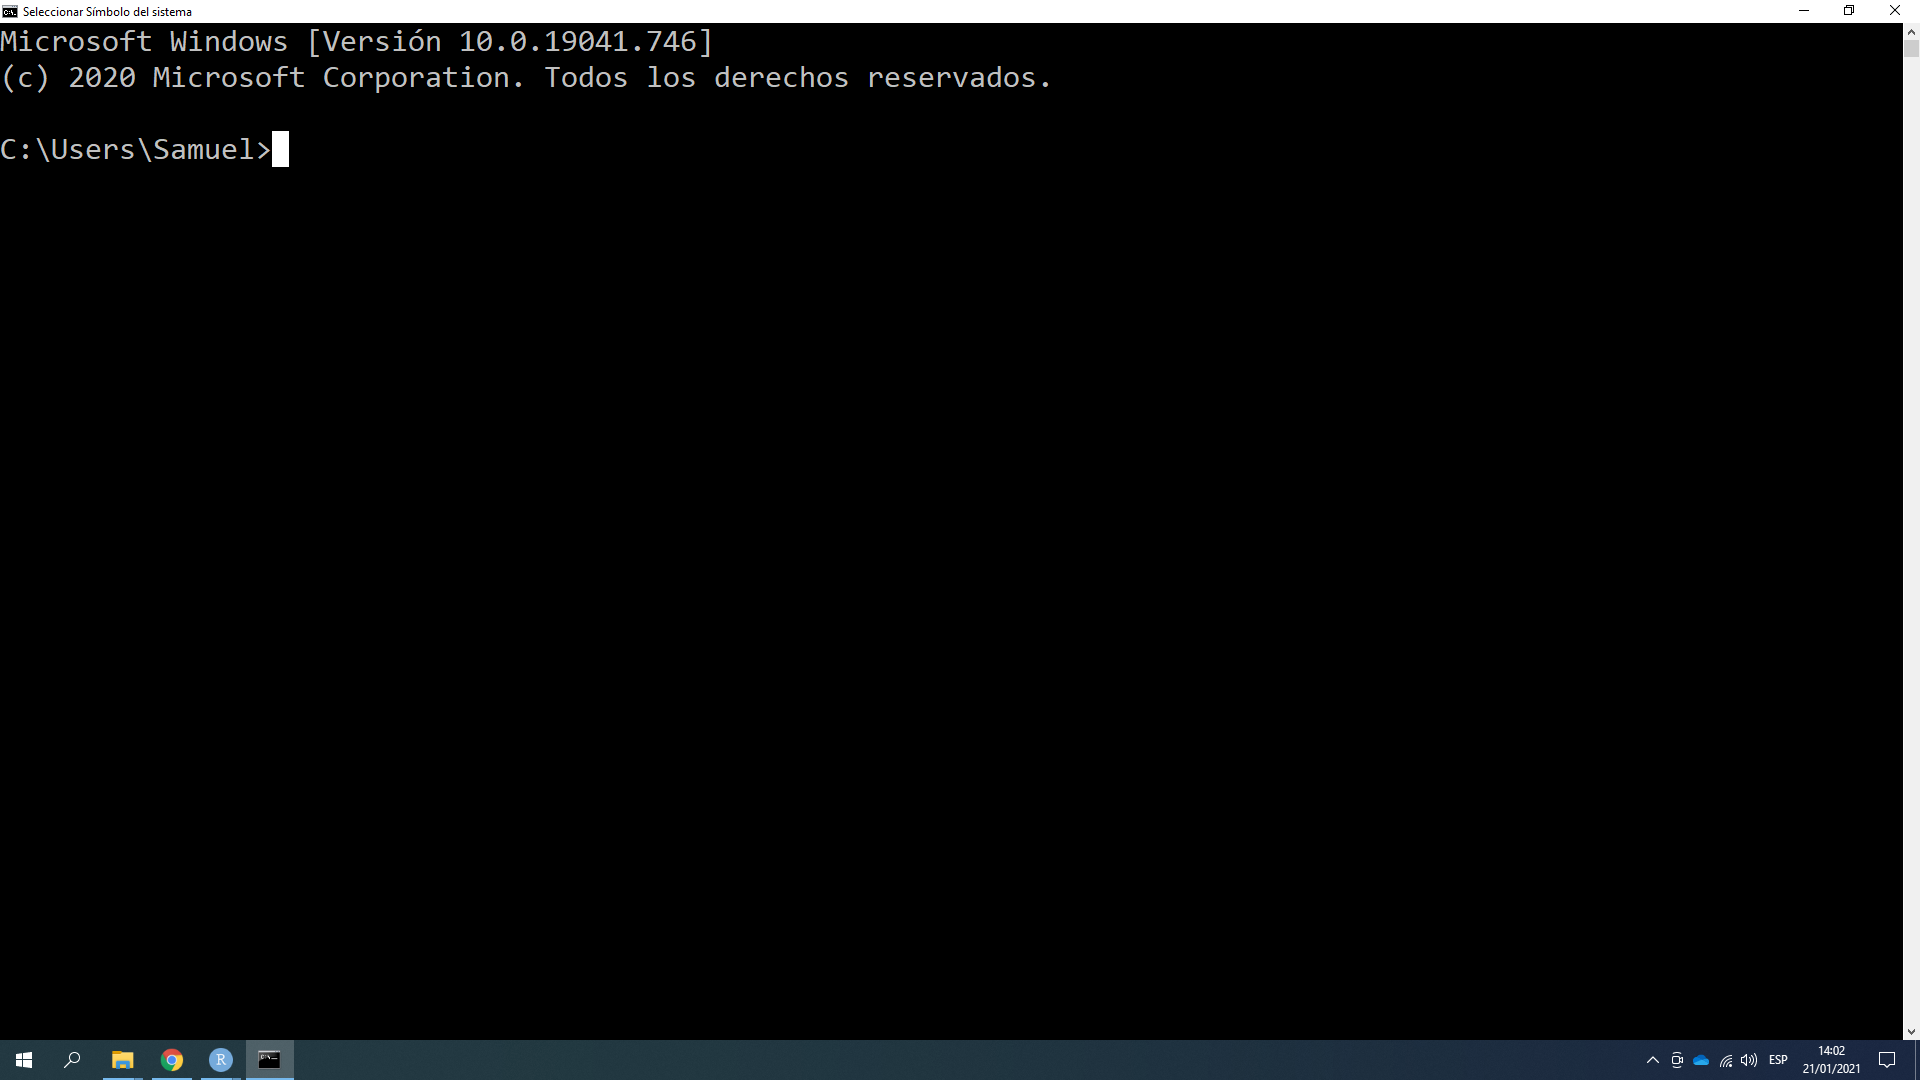 Seleccionar Símbolo del sistema
Microsoft Windows [Versión 10.0.19041.746]
(c) 2020 Microsoft Corporation. Todos los derechos reservados.
C:\Users\Samuel>
R
ESP
14:02
21/01/2021